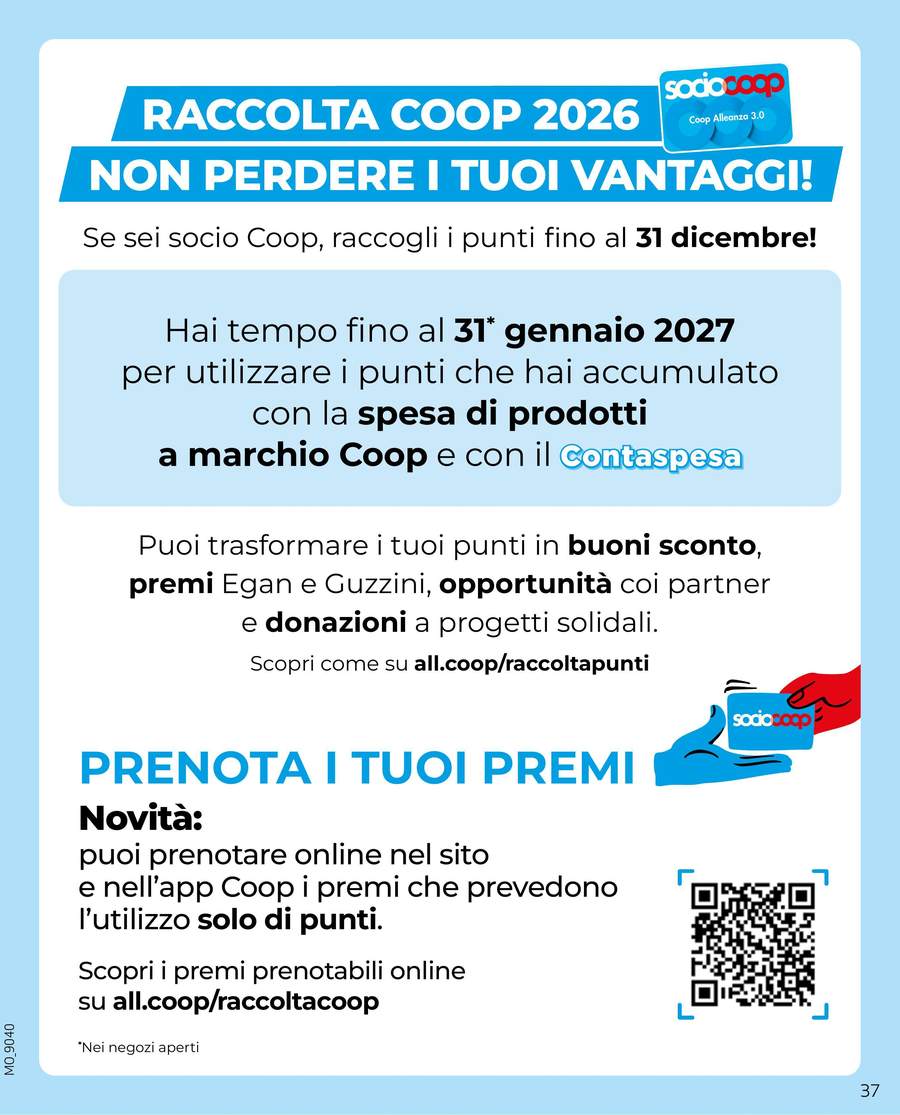 RACCOLTA COOP 2026
sociocoop
Coop Alleanza 3.0
NON PERDERE I TUOI VANTAGGI!
Se sei socio Coop, raccogli i punti fino al 31 dicembre!
Hai tempo fino al 31* gennaio 2027
per utilizzare i punti che hai accumulato
con la spesa di prodotti
a marchio Coop e con il Contaspesa
Puoi trasformare i tuoi punti in buoni sconto,
premi Egan e Guzzini, opportunità coi partner
e donazioni a progetti solidali.
Scopri come su all.coop/raccoltapunti
sociocoop
PRENOTA I TUOI PREMI
Novità:
puoi prenotare online nel sito
e nell’app Coop i premi che prevedono
l’utilizzo solo di punti.
Scopri i premi prenotabili online
su all.coop/raccoltacoop
*Nei negozi aperti
MO_9040
37